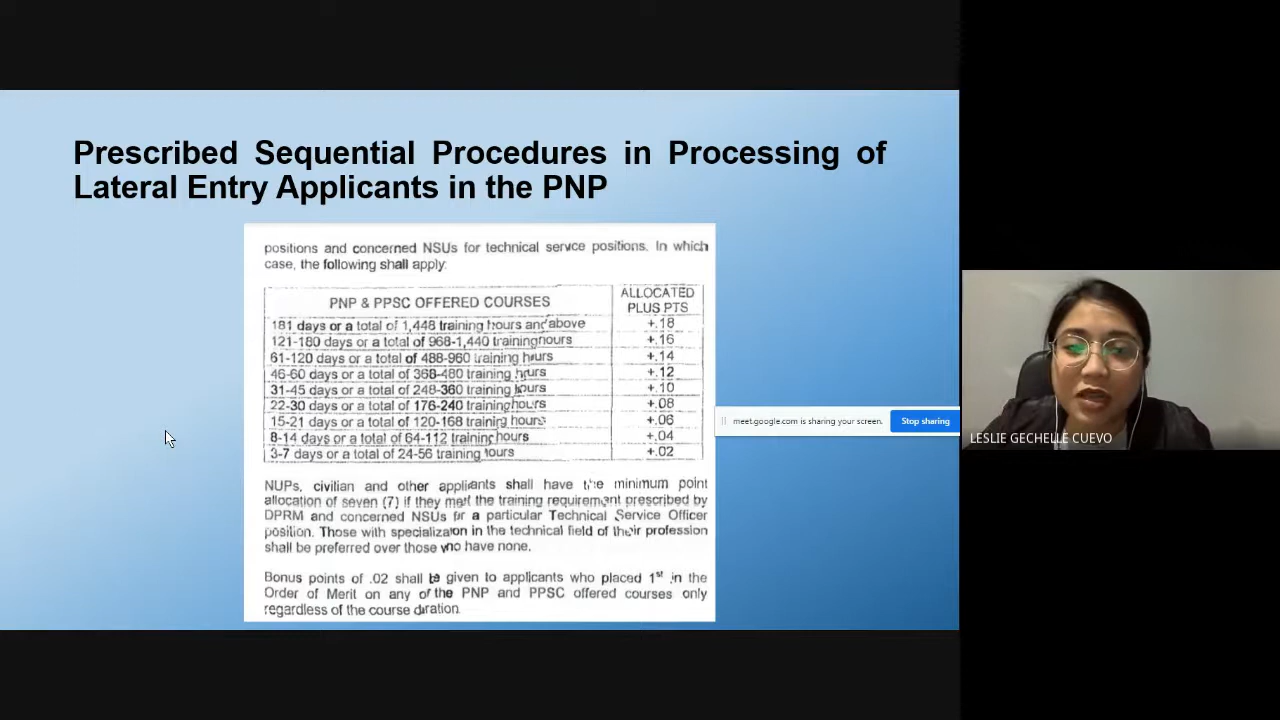 Prescribed Sequential Procedures in Processing of
Lateral Entry Applicants in the PNP
positions and concerned NSUs for technical service positions. In which
case, the following shall apply:
PNP & PPSC OFFERED COURSES ALLOCATED PLUS PTS
181 days or a total of 1,448 training hours and above +.18
121-180 days or a total of 968-1,440 training hours +.16
61-120 days or a total of 488-960 training hours +.14
46-60 days or a total of 368-480 training hours +.12
31-45 days or a total of 248-360 training hours +.10
22-30 days or a total of 176-240 training hours +.08
15-21 days or a total of 120-168 training hours +.06
8-14 days or a total of 64-112 training hours +.04
3-7 days or a total of 24-56 training hours +.02
NUPs, civilian and other applicants shall have the minimum point
allocation of seven (7) if they meet the training requirement prescribed by
DPRM and concerned NSUs for a particular Technical Service Officer
position. Those with specialization in the technical field of their profession
shall be preferred over those who have none.
Bonus points of .02 shall be given to applicants who placed 1st in the
Order of Merit on any of the PNP and PPSC offered courses only
regardless of the course duration
meet.google.com is sharing your screen.
Stop sharing
LESLIE GECHELLE CUEVO